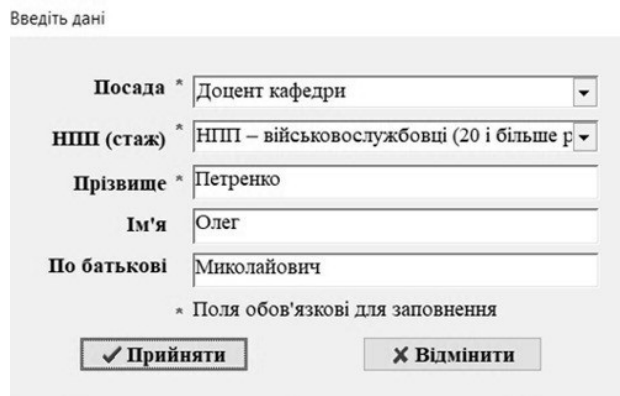 Введіть дані
Посада * Доцент кафедри
НПП (стаж) * НПП – військовослужбовці (20 і більше р
Прізвище * Петренко
Ім'я Олег
По батькові Миколайович
* Поля обов'язкові для заповнення
✓ Прийняти ✗ Відмінити